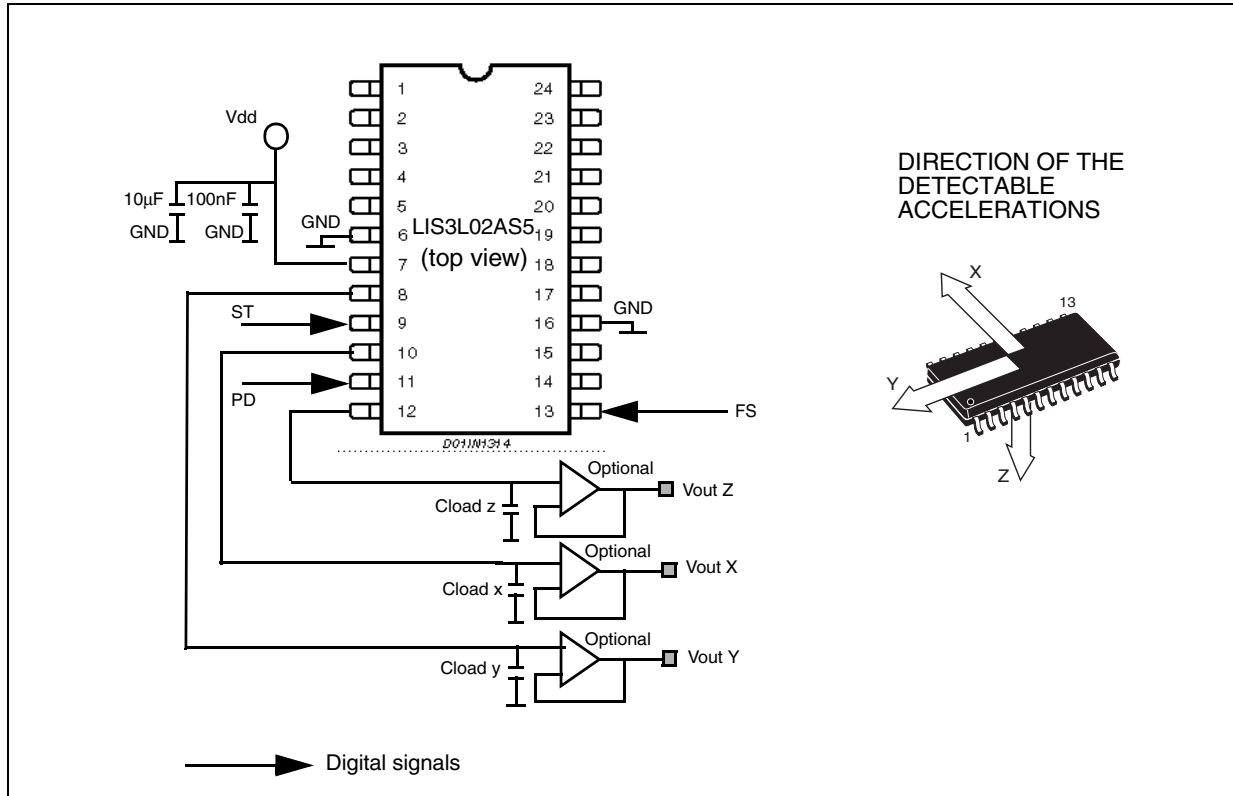 1 24
2 23
Vdd
3 22
4 21
10µF 100nF
5 20
GND GND
GND
6 LIS3L02AS5 19
(top view)
7 18
8 17
ST
9 16
GND
10 15
11 14
PD
12 13
FS
D01IN1314
Optional
Cload z
Vout Z
Optional
Cload x
Vout X
Optional
Cload y
Vout Y
Digital signals
DIRECTION OF THE
DETECTABLE
ACCELERATIONS
X
13
Y
1
Z